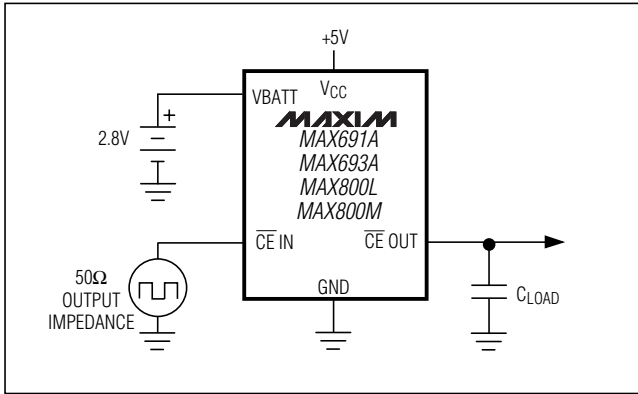 +5V
VCC
VBATT
+
2.8V
MAXIM
MAX691A
MAX693A
MAX800L
MAX800M
CE IN
CE OUT
50Ω
OUTPUT
IMPEDANCE
GND
CLOAD